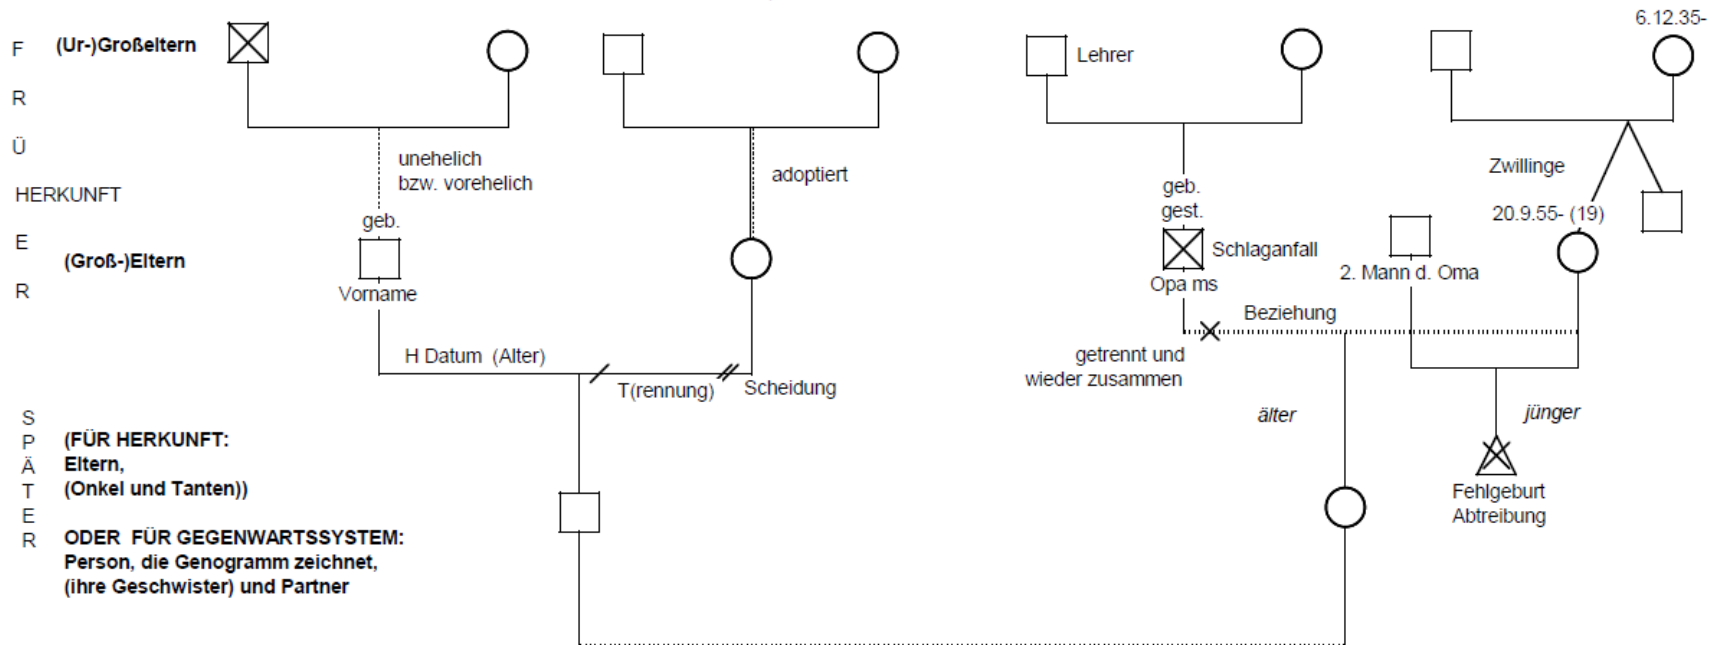 6.12.35-
F
(Ur-)Großeltern
Lehrer
R
Ü
unehelich
bzw. vorehelich
adoptiert
Zwillinge
HERKUNFT
geb.
gest.
20.9.55- (19)
geb.
E
(Groß-)Eltern
Schlaganfall
2. Mann d. Oma
R
Vorname
Opa ms
Beziehung
H Datum (Alter)
T(rennung)
Scheidung
getrennt und
wieder zusammen
älter
jünger
S
P
Ä
T
E
R
(FÜR HERKUNFT:
Eltern,
(Onkel und Tanten))
Fehlgeburt
Abtreibung
ODER FÜR GEGENWARTSSYSTEM:
Person, die Genogramm zeichnet,
(ihre Geschwister) und Partner